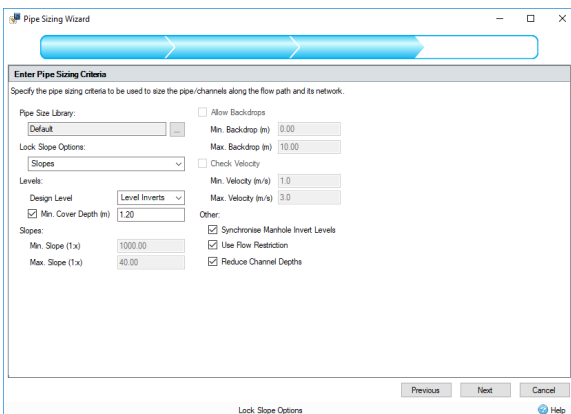 Pipe Sizing Wizard
Enter Pipe Sizing Criteria
Specify the pipe sizing criteria to be used to size the pipe/channels along the flow path and its network.
Pipe Size Library:
Default
...
Lock Slope Options:
Slopes
Levels:
Design Level
Level Inverts
Min. Cover Depth (m)
1.20
Slopes:
Min. Slope (1:x)
1000.00
Max. Slope (1:x)
40.00
Allow Backdrops
Min. Backdrop (m)
0.00
Max. Backdrop (m)
10.00
Check Velocity
Min. Velocity (m/s)
1.0
Max. Velocity (m/s)
3.0
Other:
Synchronise Manhole Invert Levels
Use Flow Restriction
Reduce Channel Depths
Previous
Next
Cancel
Lock Slope Options
Help